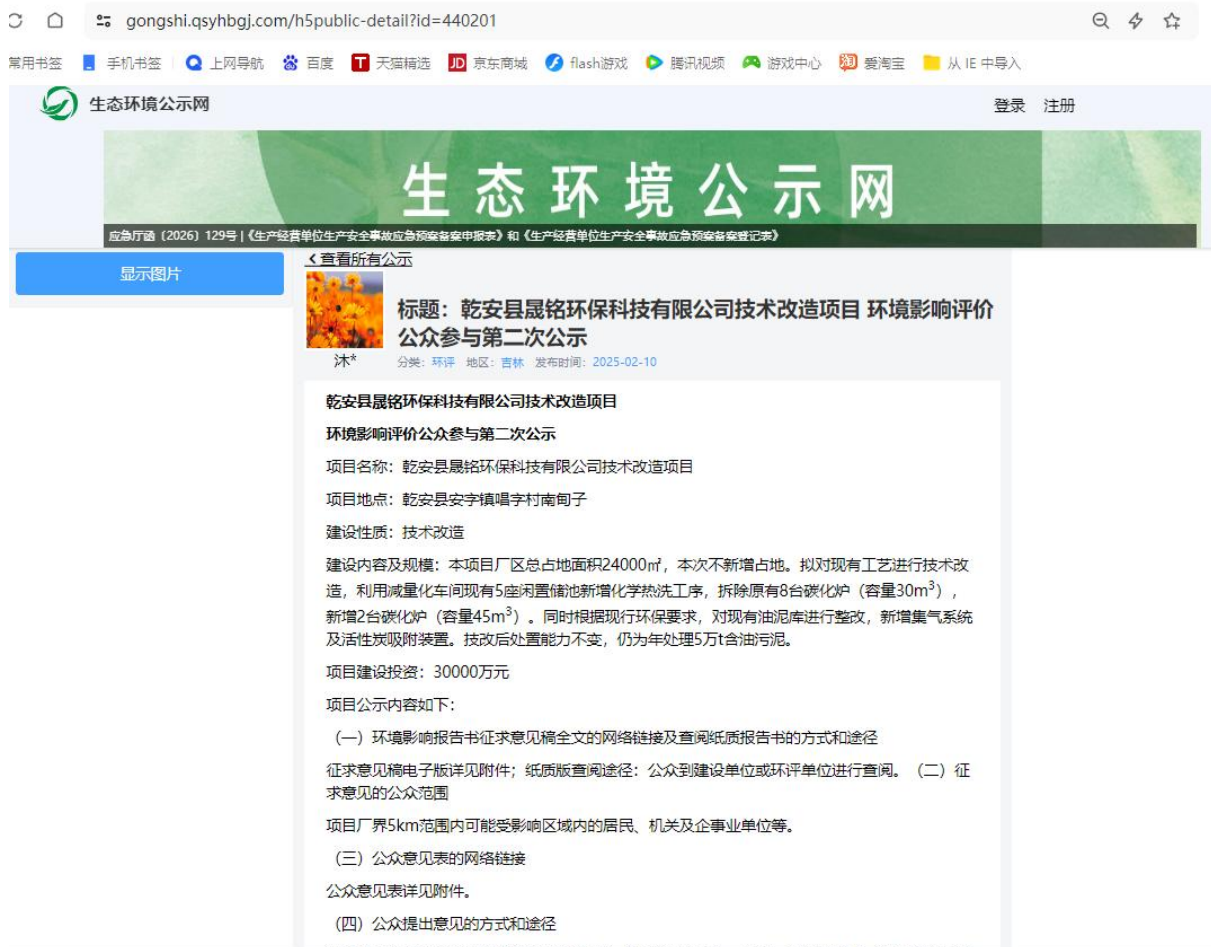 gongshi.qsyhbgj.com/h5public-detail?id=440201
常用书签 手机书签 上网导航 百度 天猫精选 京东商城 flash游戏 腾讯视频 游戏中心 爱淘宝 从 IE 中导入
生态环境公示网 登录 注册
生态环境公示网
应急厅函（2026）129号 |《生产经营单位生产安全事故应急预案备案申报表》和《生产经营单位生产安全事故应急预案备案登记表》
显示图片
查看所有公示
标题：乾安县晟铭环保科技有限公司技术改造项目 环境影响评价
公众参与第二次公示
沐*
分类：环评 地区：吉林 发布时间：2025-02-10
乾安县晟铭环保科技有限公司技术改造项目
环境影响评价公众参与第二次公示
项目名称：乾安县晟铭环保科技有限公司技术改造项目
项目地点：乾安县安字镇唱字村南甸子
建设性质：技术改造
建设内容及规模：本项目厂区总占地面积24000㎡，本次不新增占地。拟对现有工艺进行技术改
造，利用减量化车间现有5座闲置储池新增化学热洗工序，拆除原有8台碳化炉（容量30m³），
新增2台碳化炉（容量45m³）。同时根据现行环保要求，对现有油泥库进行整改，新增集气系统
及活性炭吸附装置。技改后处置能力不变，仍为年处理5万t含油污泥。
项目建设投资：30000万元
项目公示内容如下：
（一）环境影响报告书征求意见稿全文的网络链接及查阅纸质报告书的方式和途径
征求意见稿电子版详见附件；纸质版查阅途径：公众到建设单位或环评单位进行查阅。（二）征
求意见的公众范围
项目厂界5km范围内可能受影响区域内的居民、机关及企事业单位等。
（三）公众意见表的网络链接
公众意见表详见附件。
（四）公众提出意见的方式和途径